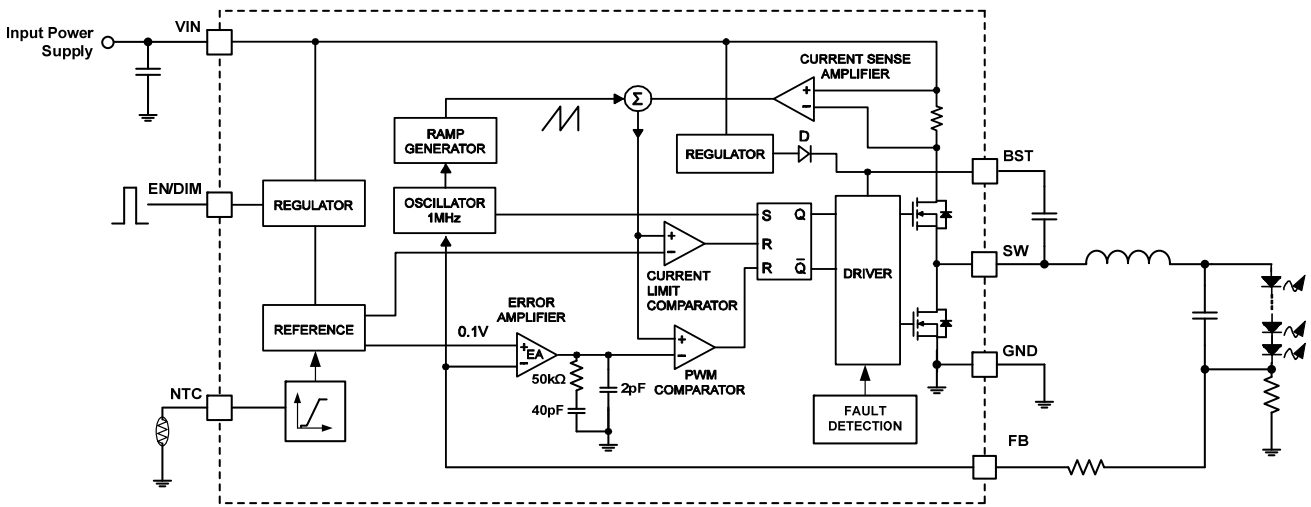 Input Power
Supply
VIN
CURRENT SENSE
AMPLIFIER
+
−
Σ
RAMP
GENERATOR
REGULATOR
D
BST
EN/DIM
REGULATOR
OSCILLATOR
1MHz
S Q
R
R Q̅
DRIVER
SW
+
−
CURRENT
LIMIT
COMPARATOR
ERROR
AMPLIFIER
REFERENCE
0.1V
+
EA
−
+
−
PWM
COMPARATOR
50kΩ
2pF
40pF
GND
NTC
FAULT
DETECTION
FB